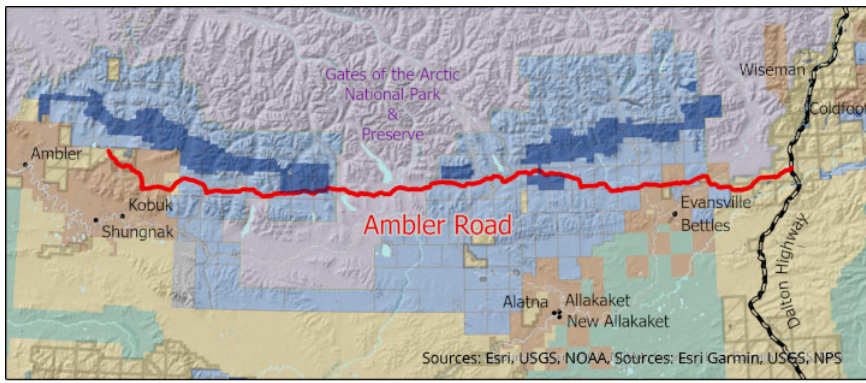 Gates of the Arctic
National Park
&
Preserve
Wiseman
Coldfoot
Ambler
Kobuk
Shungnak
Ambler Road
Evansville
Bettles
Dalton Highway
Alatna
Allakaket
New Allakaket
Sources: Esri, USGS, NOAA, Sources: Esri Garmin, USGS, NPS